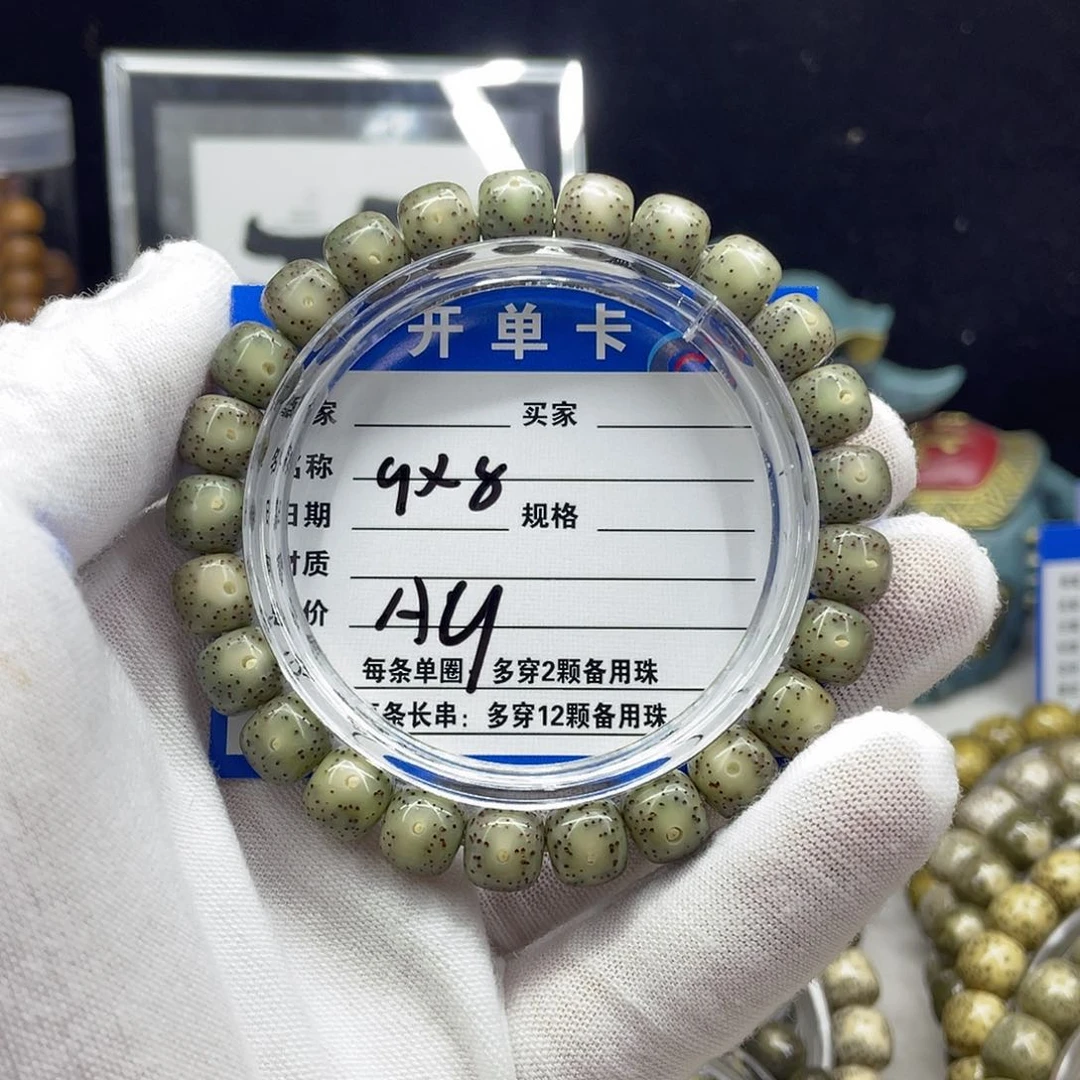 开单卡
家 买家
名称 9x8
日期 规格
材质
价 Ay
每条单圈 多穿2颗备用珠
条长串：多穿12颗备用珠